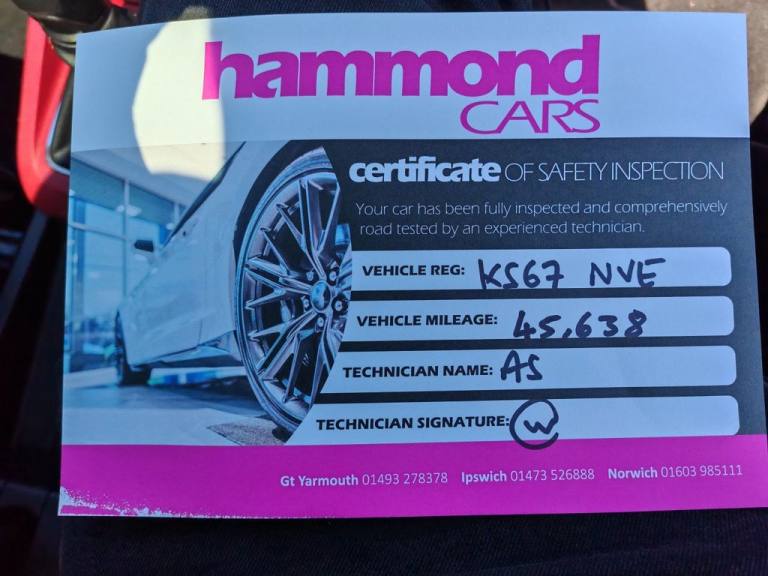 hammond
CARS
certificate OF SAFETY INSPECTION
Your car has been fully inspected and comprehensively
road tested by an experienced technician.
VEHICLE REG: KS67 NVE
VEHICLE MILEAGE: 45,638
TECHNICIAN NAME: AS
TECHNICIAN SIGNATURE: W
Gt Yarmouth 01493 278378 Ipswich 01473 526888 Norwich 01603 985111